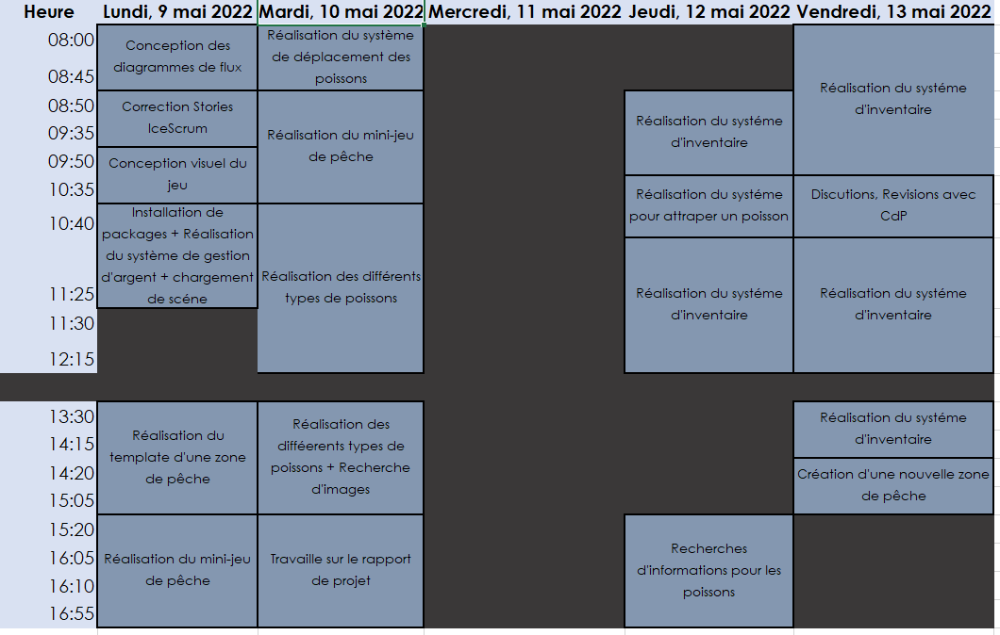 Heure Lundi, 9 mai 2022 Mardi, 10 mai 2022 Mercredi, 11 mai 2022 Jeudi, 12 mai 2022 Vendredi, 13 mai 2022
08:00
08:45
08:50
09:35
09:50
10:35
10:40
11:25
11:30
12:15
13:30
14:15
14:20
15:05
15:20
16:05
16:10
16:55
Conception des
diagrammes de flux
Correction Stories
IceScrum
Conception visuel du
jeu
Installation de
packages + Réalisation
du système de gestion
d'argent + chargement
de scéne
Réalisation du
template d'une zone
de pêche
Réalisation du mini-jeu
de pêche
Réalisation du système
de déplacement des
poissons
Réalisation du mini-jeu
de pêche
Réalisation des différents
types de poissons
Réalisation des
difféerents types de
poissons + Recherche
d'images
Travaille sur le rapport
de projet
Réalisation du systéme
d'inventaire
Réalisation du systéme
pour attraper un poisson
Réalisation du systéme
d'inventaire
Recherches
d'informations pour les
poissons
Réalisation du systéme
d'inventaire
Discutions, Revisions avec
CdP
Réalisation du systéme
d'inventaire
Réalisation du systéme
d'inventaire
Création d'une nouvelle zone
de pêche